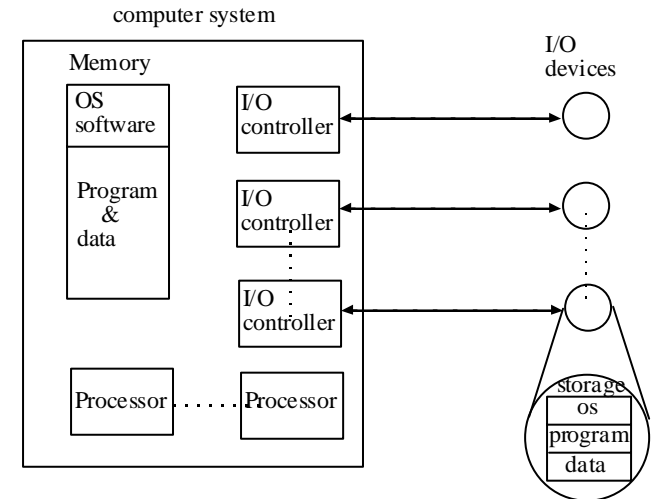 computer system
Memory
OS
software
Program
&
data
I/O
controller
I/O
controller
I/O
controller
Processor
Processor
I/O
devices
storage
os
program
data